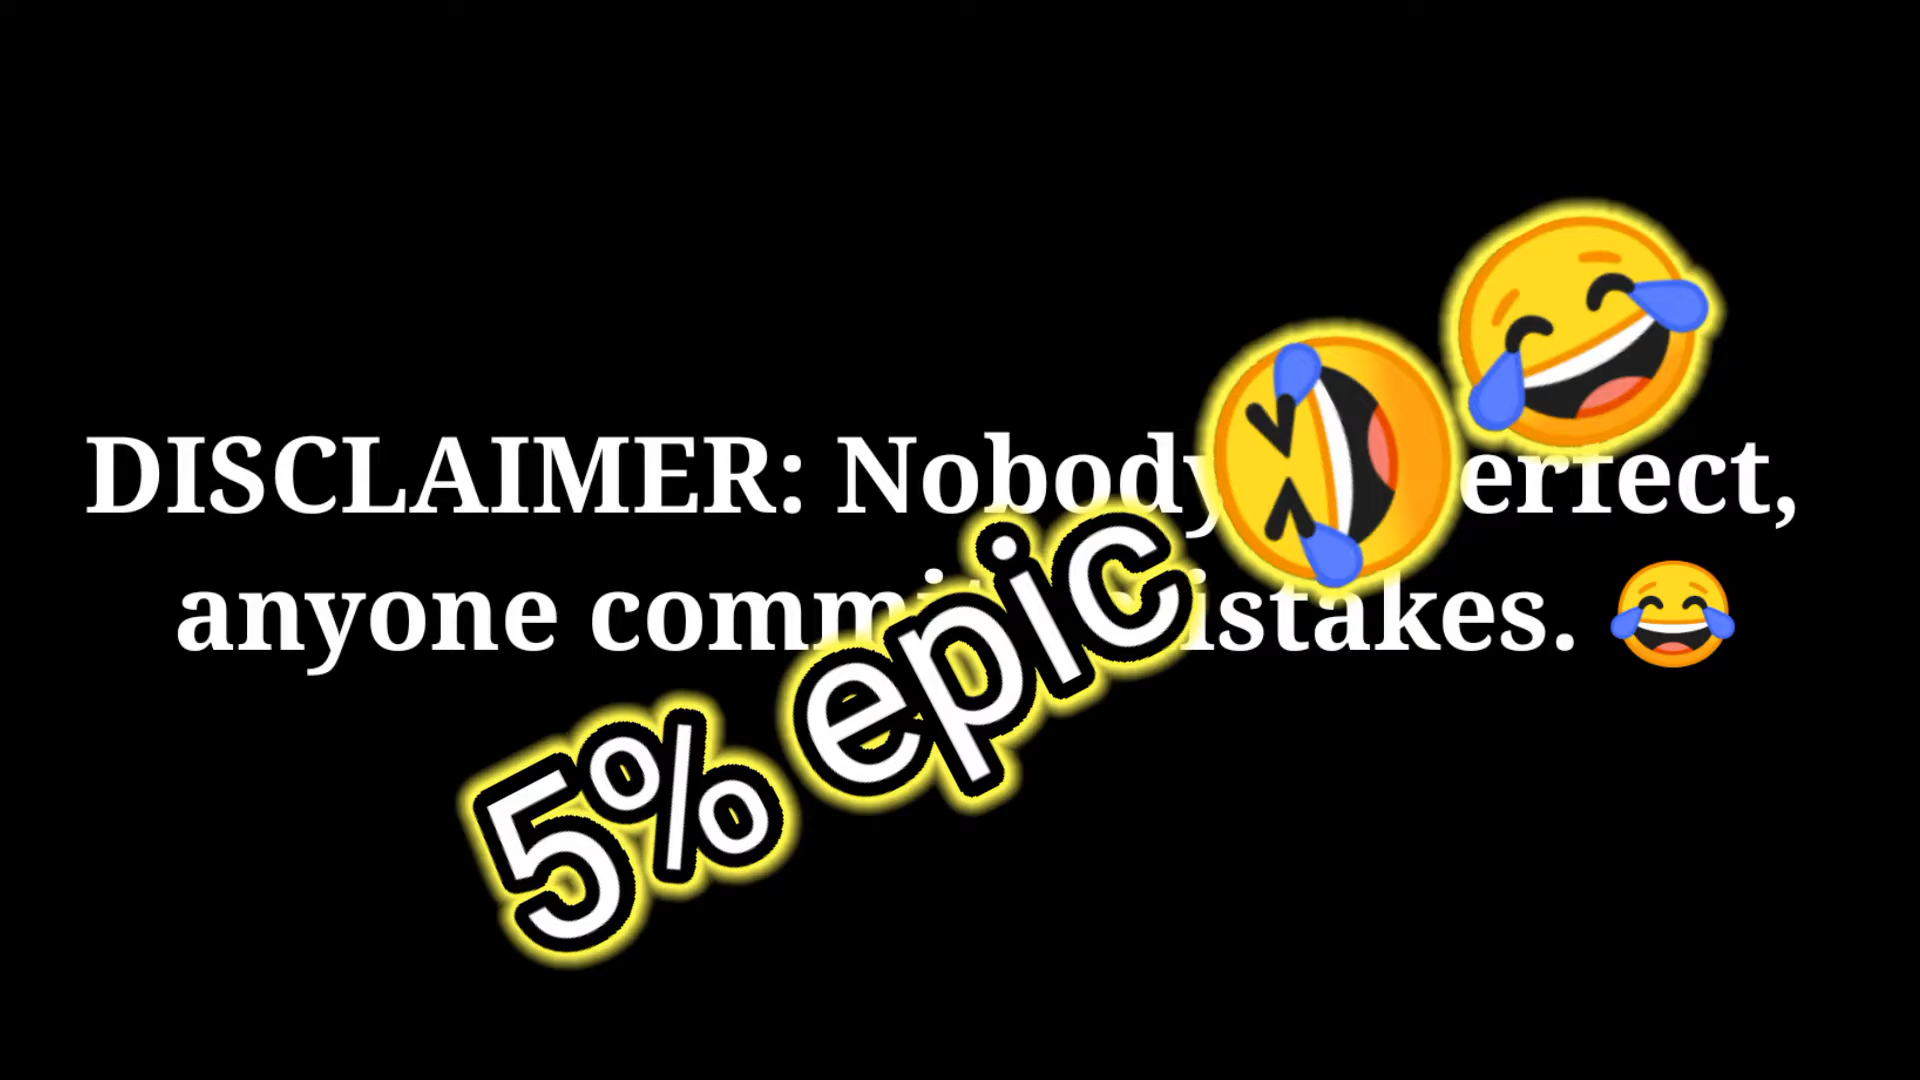 DISCLAIMER: Nobody erfect,
anyone comm istakes. 😂
5% epic 🤣😂